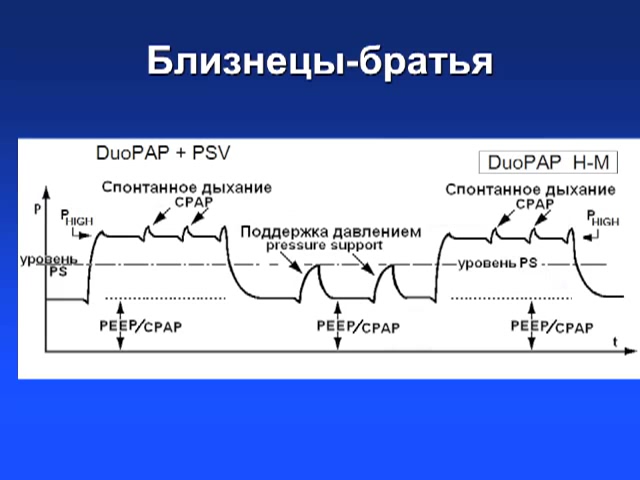 Близнецы-братья
DuoPAP + PSV
DuoPAP H-M
Спонтанное дыхание
CPAP
Спонтанное дыхание
CPAP
P
PHIGH
PHIGH
Поддержка давлением
pressure support
уровень
PS
уровень PS
PEEP/CPAP
PEEP/CPAP
PEEP/CPAP
t